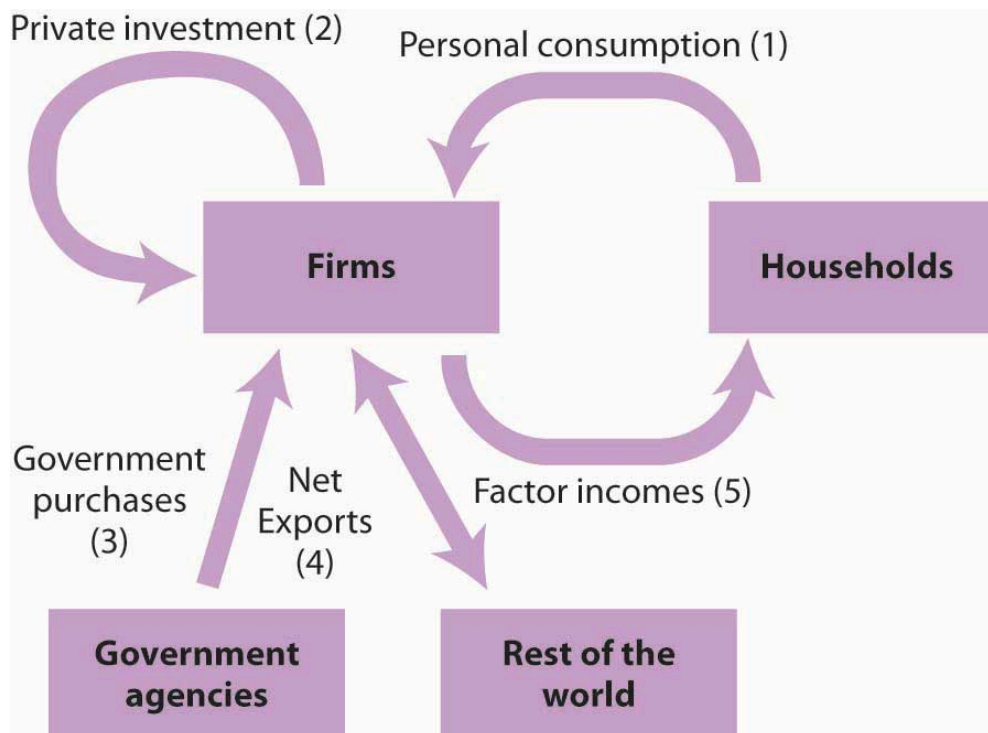 Private investment (2)
Personal consumption (1)
Firms
Households
Government
purchases
(3)
Net
Exports
(4)
Factor incomes (5)
Government
agencies
Rest of the
world